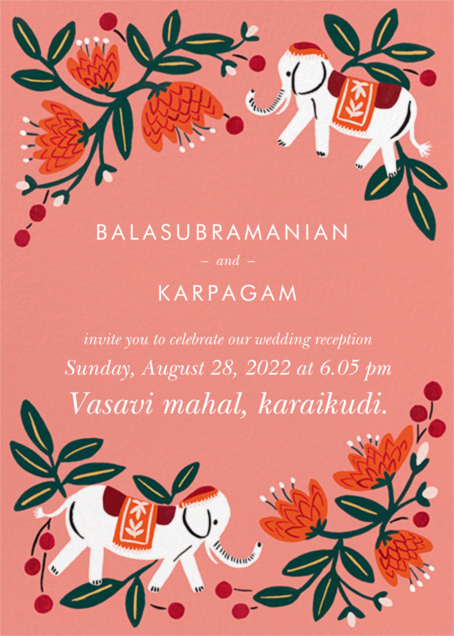 BALASUBRAMANIAN
– and –
KARPAGAM
invite you to celebrate our wedding reception
Sunday, August 28, 2022 at 6.05 pm
Vasavi mahal, karaikudi.